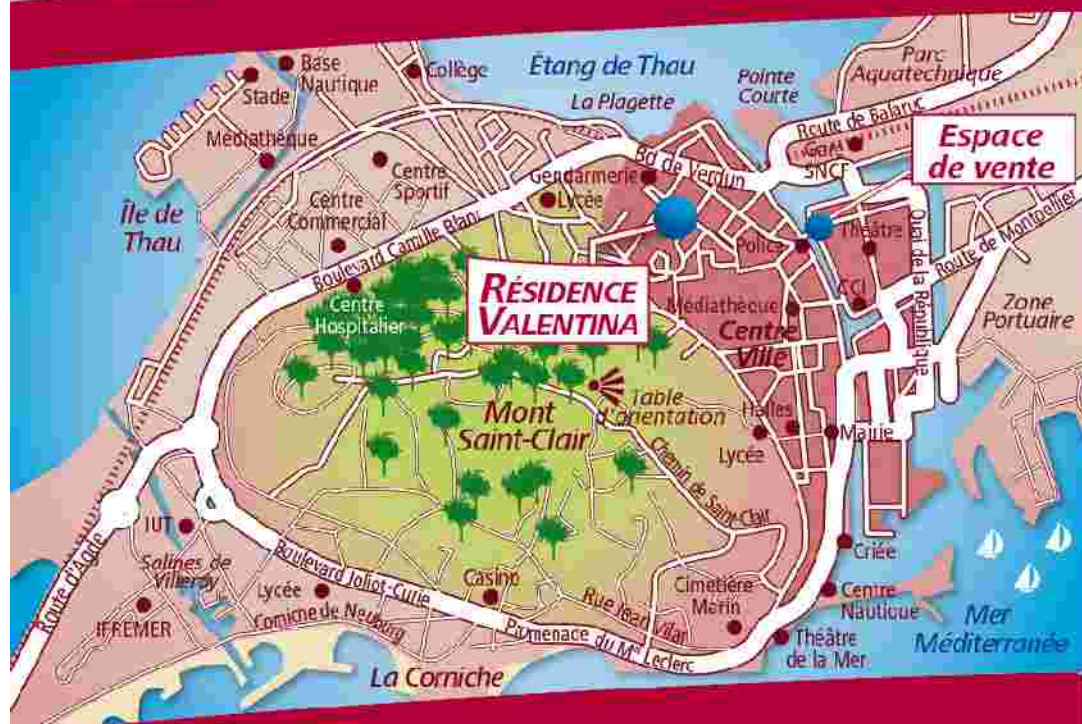 Base
Nautique
Stade
Collège
Étang de Thau
La Plagette
Pointe
Courte
Parc
Aquatechnique
Route de Balaruc
Gare
SNCF
Espace
de vente
Médiathèque
Centre
Sportif
Gendarmerie
Bd de Verdun
Lycée
Île de
Thau
Centre
Commercial
Boulevard Camille Blanc
Police
Théâtre
Quai de la République
Route de Montpellier
Centre
Hospitalier
RÉSIDENCE
VALENTINA
Médiathèque
CCI
Centre
Ville
Zone
Portuaire
Mont
Saint-Clair
Table
d'orientation
Halles
Mairie
Lycée
Chemin de Saint-Clair
IUT
Route d'Agde
Salines de
Villeroy
Boulevard Joliot-Curie
Criée
Lycée
Casino
Cimetière
Marin
Centre
Nautique
IFREMER
Corniche de Neuburg
Rue Jean Vilar
Promenade du Mal Leclerc
Théâtre
de la Mer
Mer
Méditerranée
La Corniche